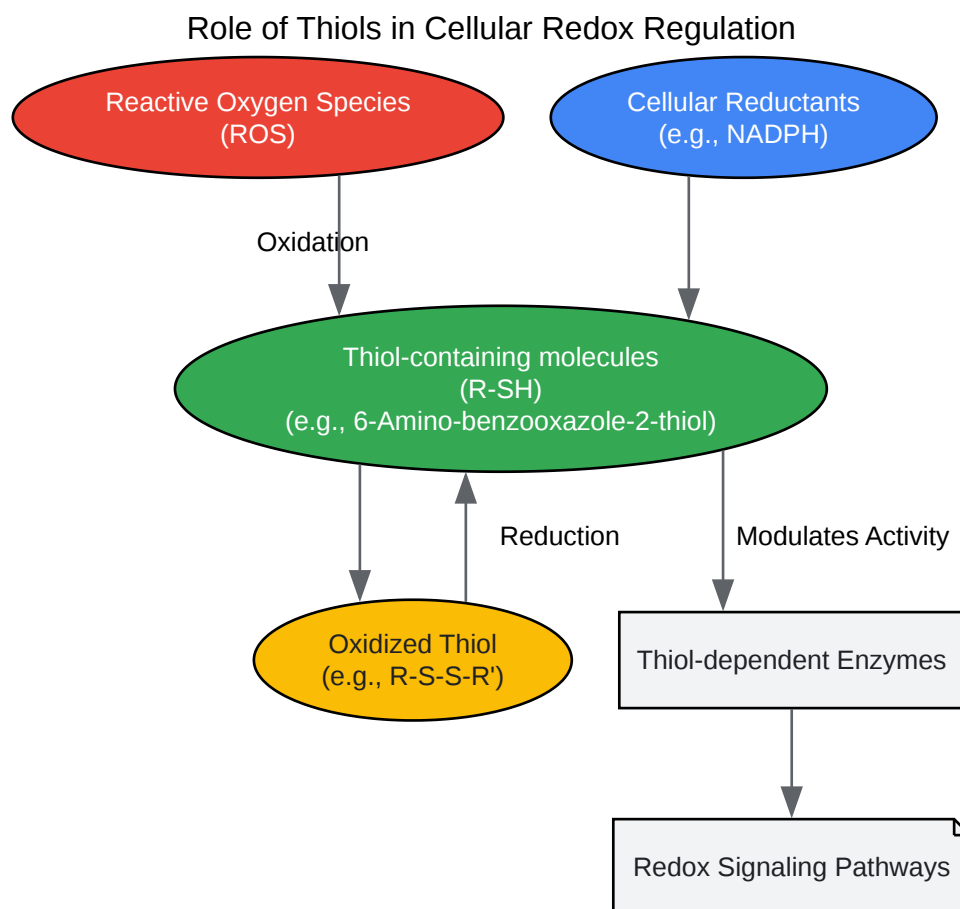 Role of Thiols in Cellular Redox Regulation
Reactive Oxygen Species
(ROS)
Cellular Reductants
(e.g., NADPH)
Oxidation
Thiol-containing molecules
(R-SH)
(e.g., 6-Amino-benzooxazole-2-thiol)
Reduction
Modulates Activity
Oxidized Thiol
(e.g., R-S-S-R')
Thiol-dependent Enzymes
Redox Signaling Pathways